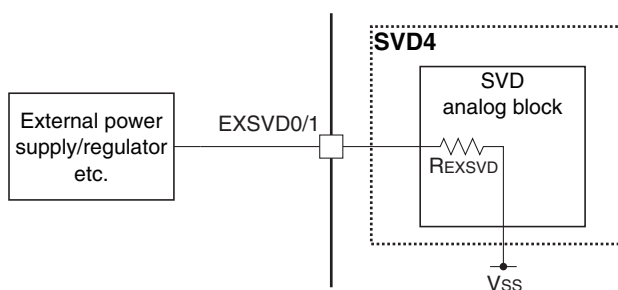 SVD4
SVD
analog block
External power
supply/regulator
etc.
EXSVD0/1
REXSVD
VSS